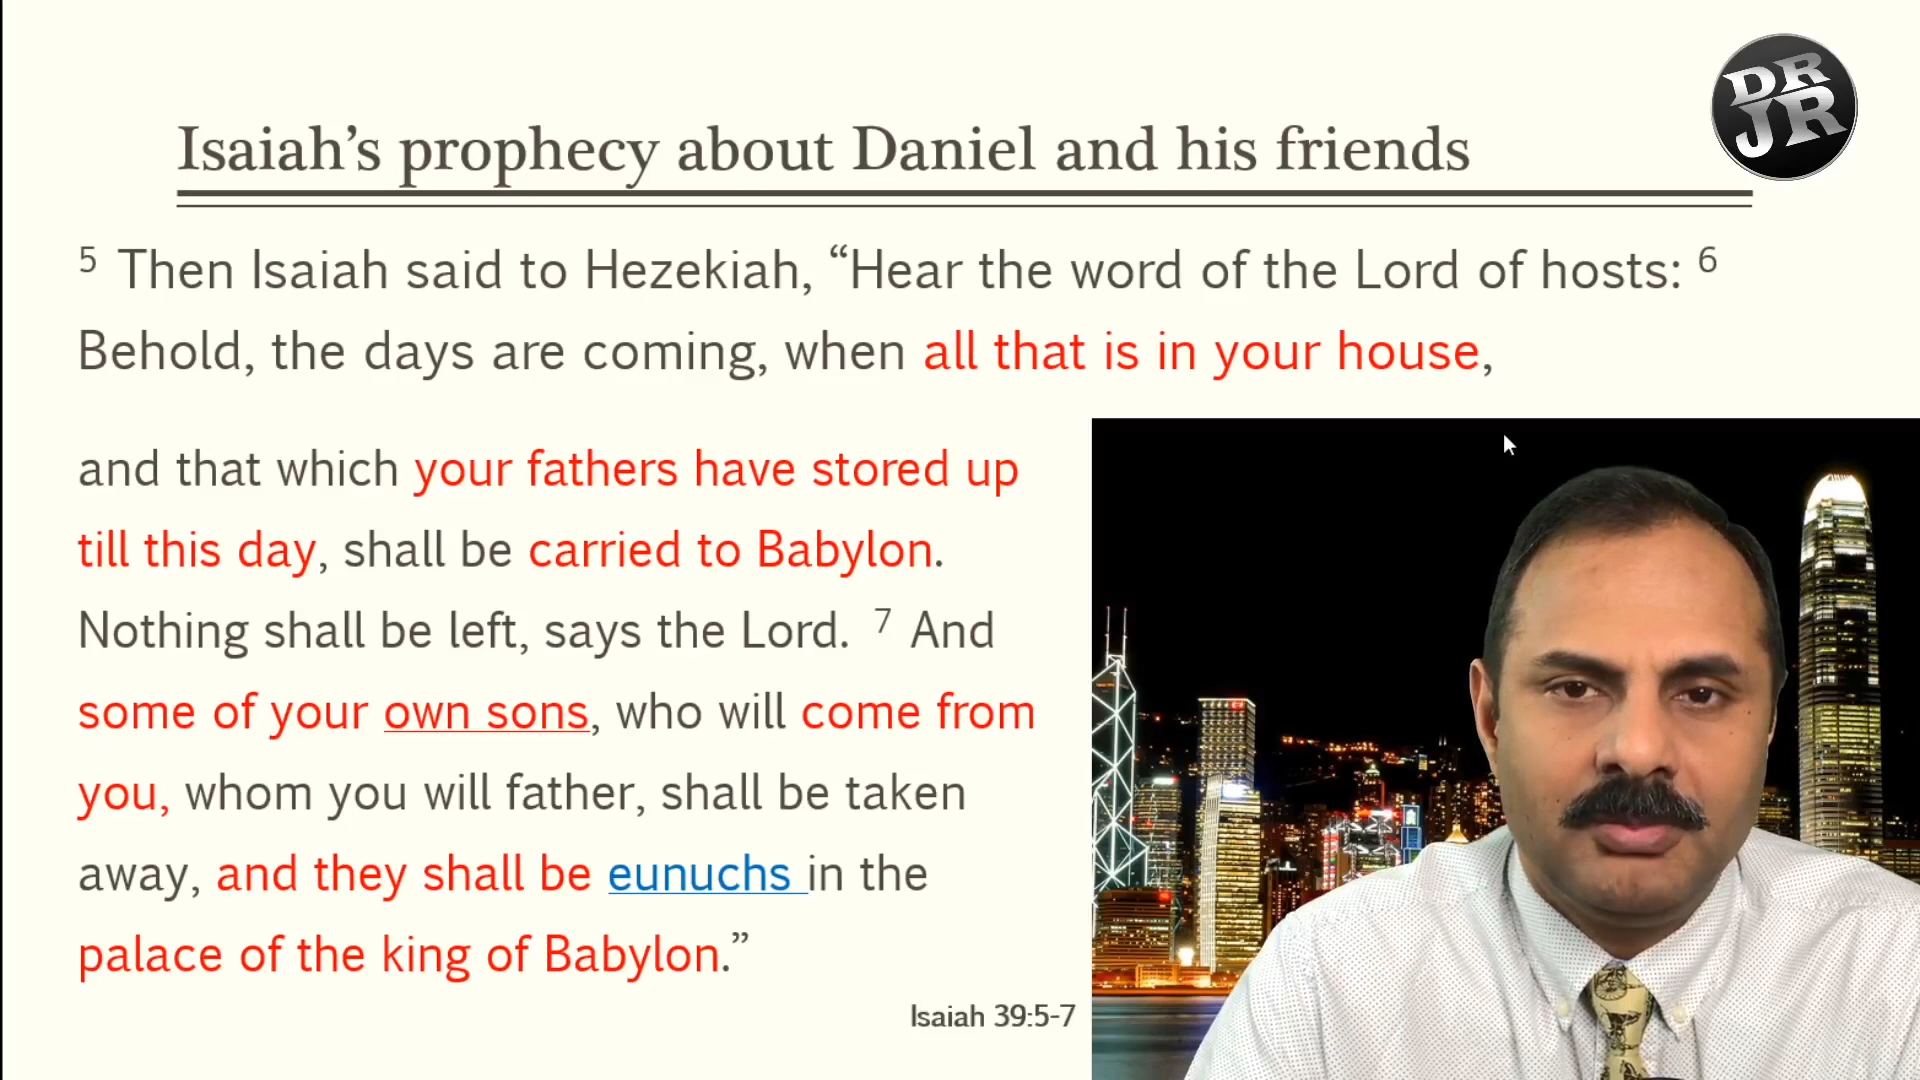 DR
JR
Isaiah’s prophecy about Daniel and his friends
5 Then Isaiah said to Hezekiah, “Hear the word of the Lord of hosts: 6
Behold, the days are coming, when all that is in your house,
and that which your fathers have stored up
till this day, shall be carried to Babylon.
Nothing shall be left, says the Lord. 7 And
some of your own sons, who will come from
you, whom you will father, shall be taken
away, and they shall be eunuchs in the
palace of the king of Babylon.”
Isaiah 39:5-7